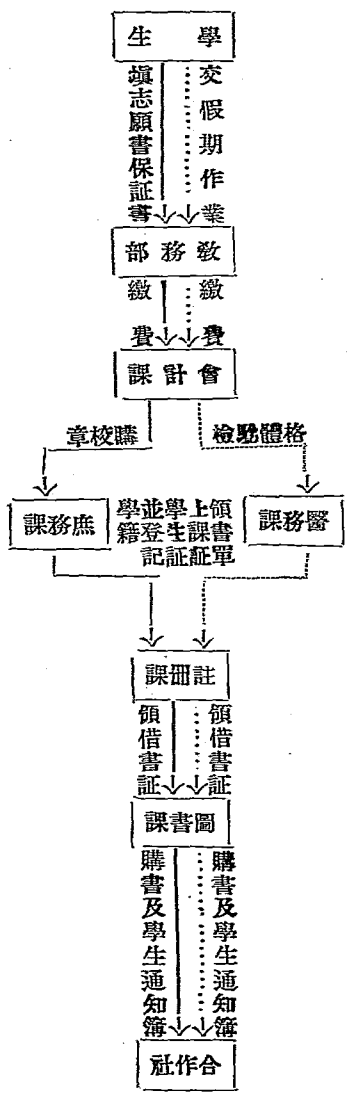 學生
交假期作業
填志願書保証書
教務部
繳費
繳費
會計課
購校章
檢驗體格
庶務課
醫務課
領書單
上課証
學生証
並登記
學籍
註冊課
領借書証
領借書証
圖書課
購書及學生通知簿
購書及學生通知簿
合作社